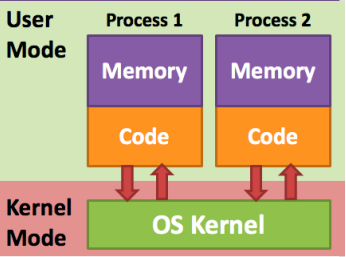 User
Mode
Process 1
Process 2
Memory
Memory
Code
Code
Kernel
Mode
OS Kernel